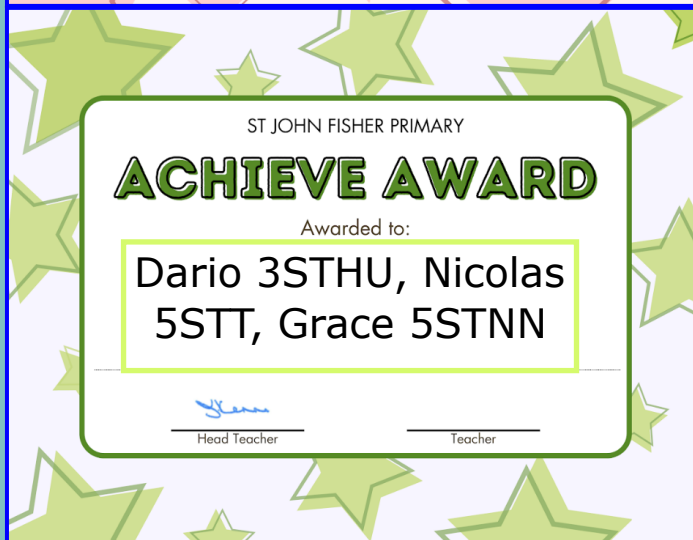 ST JOHN FISHER PRIMARY
ACHIEVE AWARD
Awarded to:
Dario 3STHU, Nicolas
5STT, Grace 5STNN
Head Teacher
Teacher